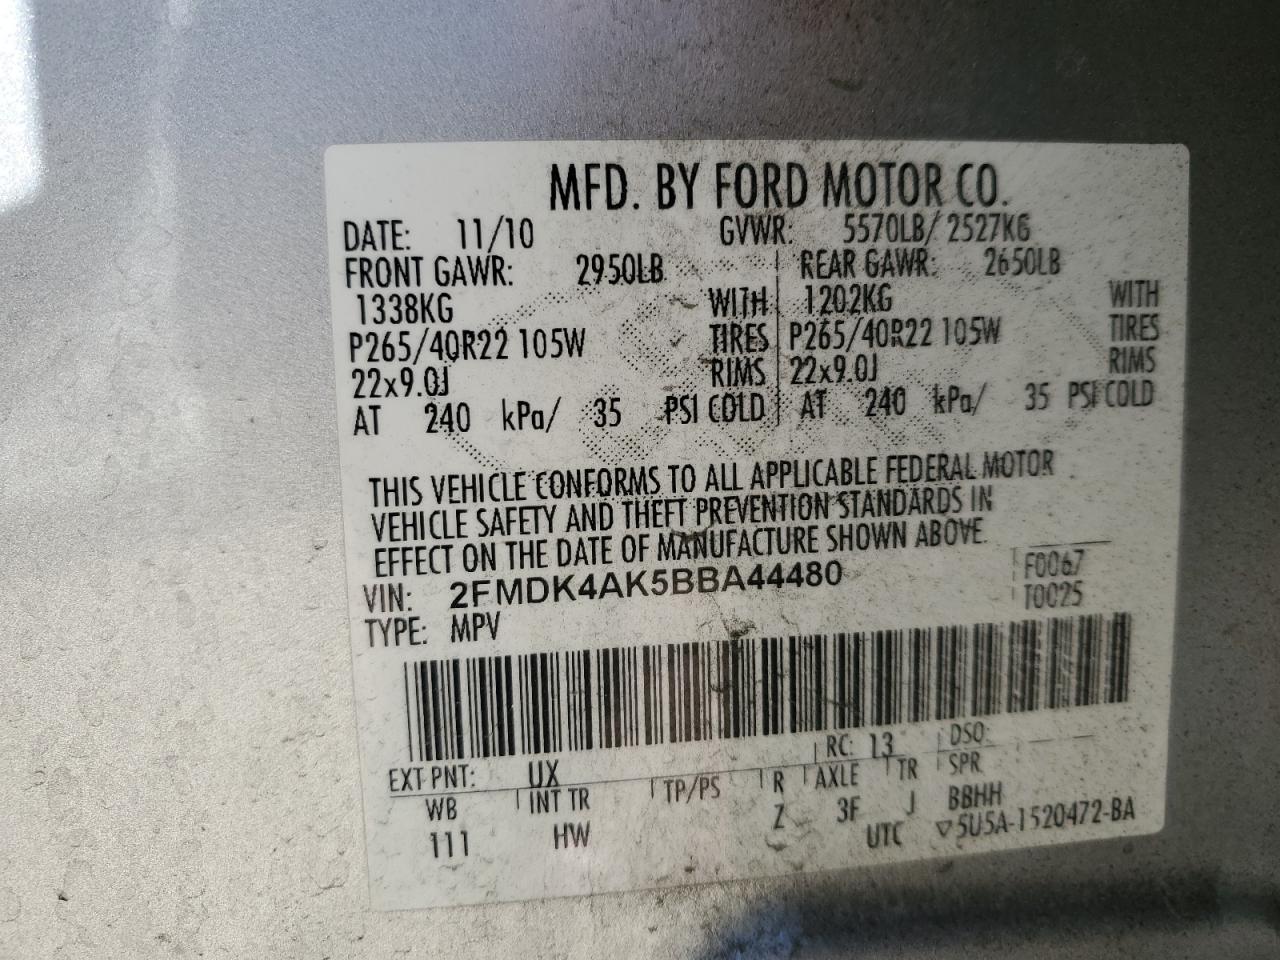 MFD. BY FORD MOTOR CO.
DATE: 11/10 GVWR: 5570LB/ 2527KG
FRONT GAWR: 2950LB REAR GAWR: 2650LB
1338KG WITH 1202KG WITH
P265/40R22 105W TIRES P265/40R22 105W TIRES
22x9.0J RIMS 22x9.0J RIMS
AT 240 kPa/ 35 PSI COLD AT 240 kPa/ 35 PSI COLD
THIS VEHICLE CONFORMS TO ALL APPLICABLE FEDERAL MOTOR
VEHICLE SAFETY AND THEFT PREVENTION STANDARDS IN
EFFECT ON THE DATE OF MANUFACTURE SHOWN ABOVE.
VIN: 2FMDK4AK5BBA44480 F0067
TYPE: MPV T0025
EXT PNT: UX RC: 13 DSO:
WB INT TR TP/PS R AXLE TR SPR
111 HW Z 3F J BBHH
UTC ▽5U5A-1520472-BA